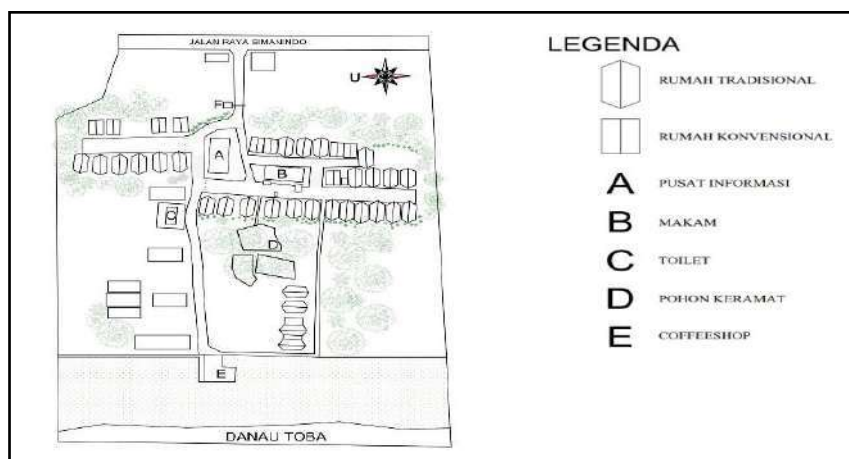 JALAN RAYA SIMANINDO
U
F
A
B
C
D
E
DANAU TOBA
LEGENDA
RUMAH TRADISIONAL
RUMAH KONVENSIONAL
A PUSAT INFORMASI
B MAKAM
C TOILET
D POHON KERAMAT
E COFFEESHOP